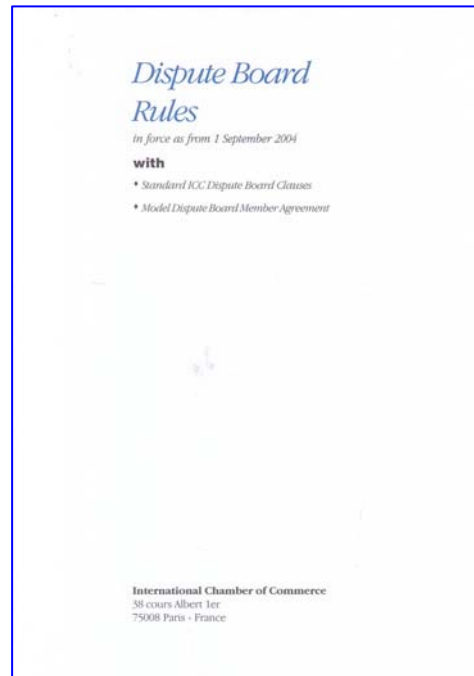 Dispute Board
Rules
in force as from 1 September 2004
with
♦ Standard ICC Dispute Board Clauses
♦ Model Dispute Board Member Agreement
International Chamber of Commerce
38 cours Albert 1er
75008 Paris - France